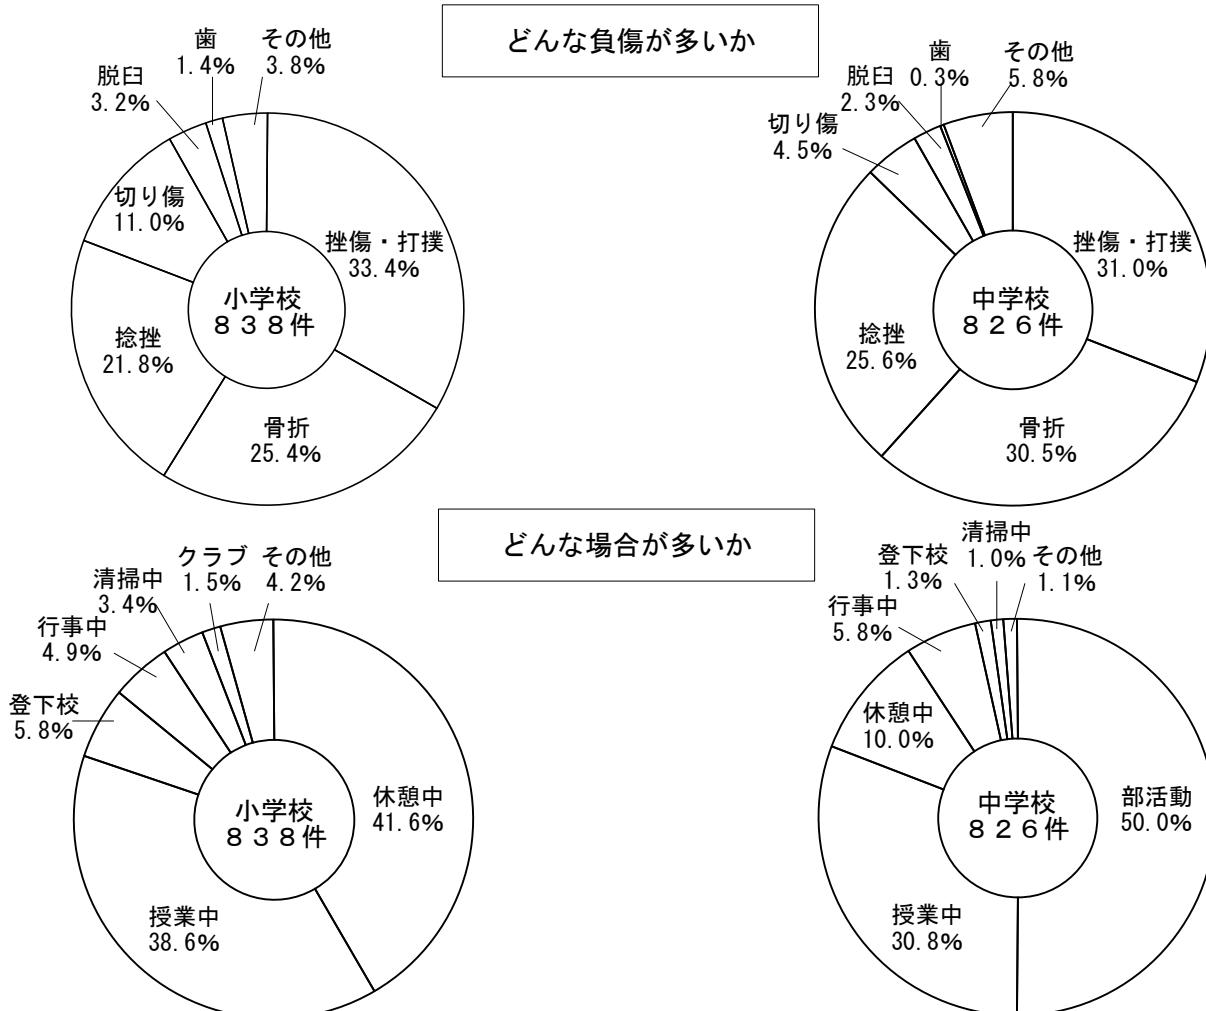 どんな負傷が多いか
歯
1.4%
その他
3.8%
脱臼
3.2%
切り傷
11.0%
挫傷・打撲
33.4%
小学校
８３８件
捻挫
21.8%
骨折
25.4%
歯
0.3%
その他
5.8%
脱臼
2.3%
切り傷
4.5%
挫傷・打撲
31.0%
中学校
８２６件
捻挫
25.6%
骨折
30.5%
どんな場合が多いか
クラブ
1.5%
その他
4.2%
清掃中
3.4%
行事中
4.9%
登下校
5.8%
小学校
８３８件
休憩中
41.6%
授業中
38.6%
清掃中
1.0%
その他
1.1%
登下校
1.3%
行事中
5.8%
休憩中
10.0%
中学校
８２６件
部活動
50.0%
授業中
30.8%